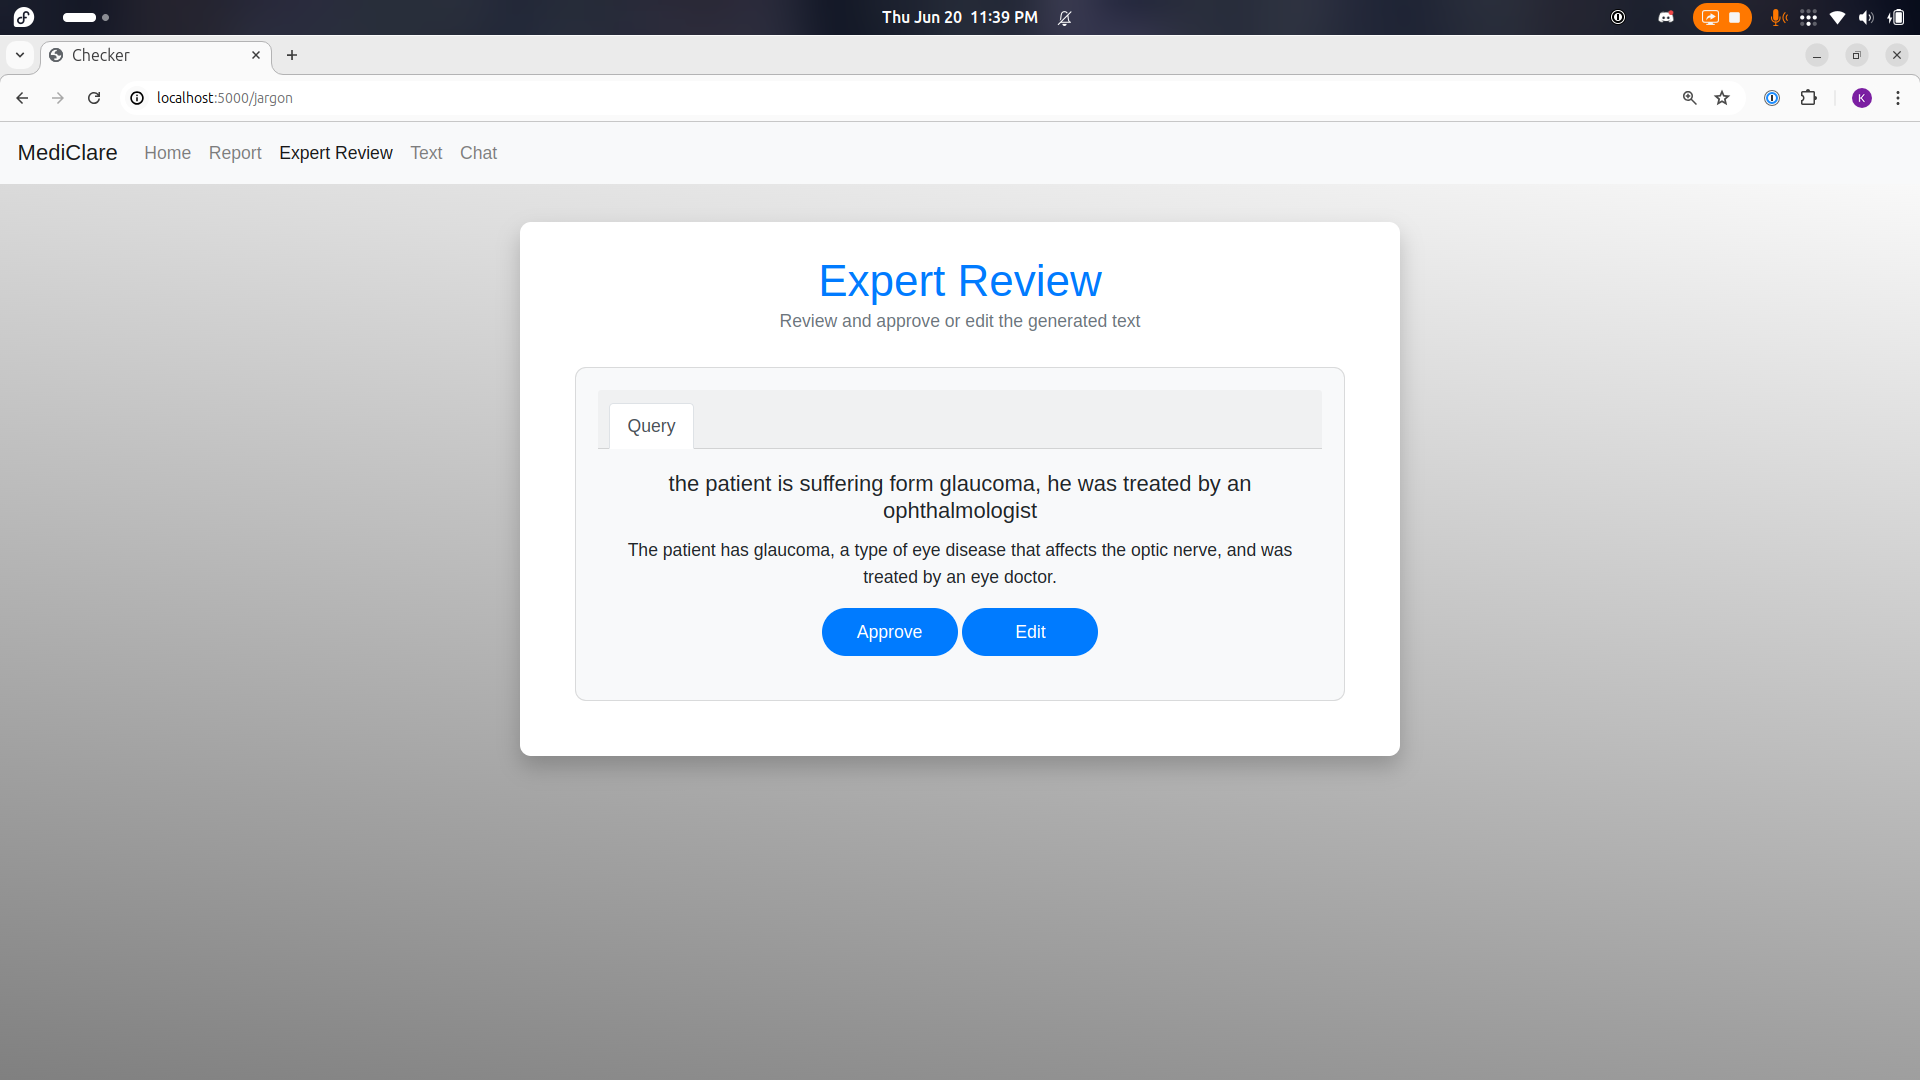 Thu Jun 20 11:39 PM
Checker
localhost:5000/Jargon
K
MediClare Home Report Expert Review Text Chat
Expert Review
Review and approve or edit the generated text
Query
the patient is suffering form glaucoma, he was treated by an
ophthalmologist
The patient has glaucoma, a type of eye disease that affects the optic nerve, and was
treated by an eye doctor.
Approve Edit